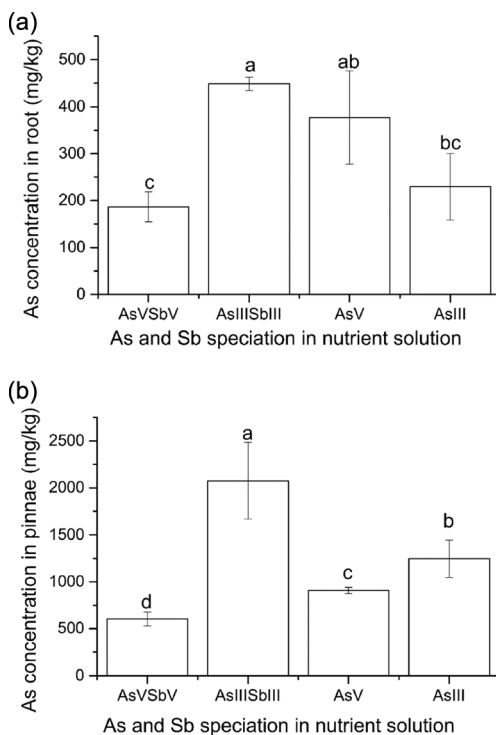 (a)
As concentration in root (mg/kg)
500
400
300
200
100
0
c
a
ab
bc
AsVSbV AsIIISbIII AsV AsIII
As and Sb speciation in nutrient solution
(b)
As concentration in pinnae (mg/kg)
2500
2000
1500
1000
500
0
d
a
c
b
AsVSbV AsIIISbIII AsV AsIII
As and Sb speciation in nutrient solution